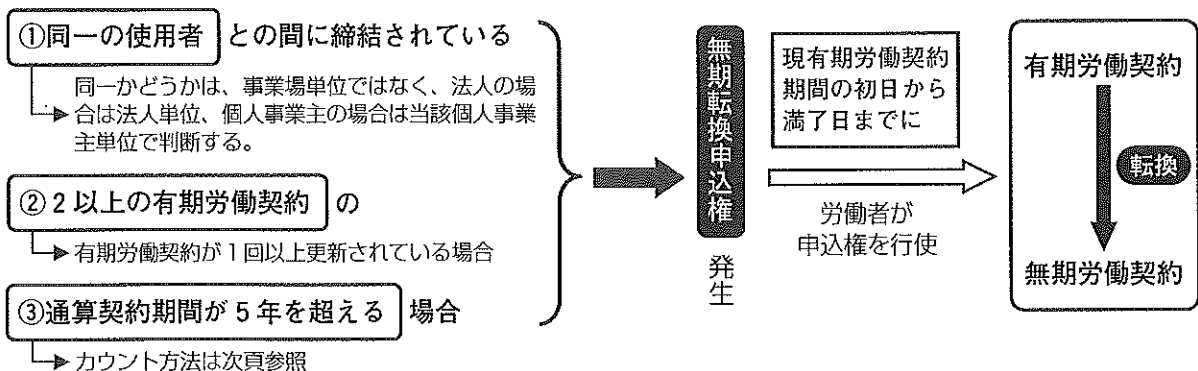 ①同一の使用者 との間に締結されている
同一かどうかは、事業場単位ではなく、法人の場
合は法人単位、個人事業主の場合は当該個人事業
主単位で判断する。
②2以上の有期労働契約 の
有期労働契約が1回以上更新されている場合
③通算契約期間が5年を超える 場合
カウント方法は次頁参照
無期転換申込権
発生
現有期労働契約
期間の初日から
満了日までに
労働者が
申込権を行使
有期労働契約
転換
無期労働契約